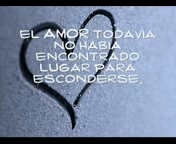 EL AMOR TODAVIA
NO HABIA
ENCONTRADO
LUGAR PARA
ESCONDERSE